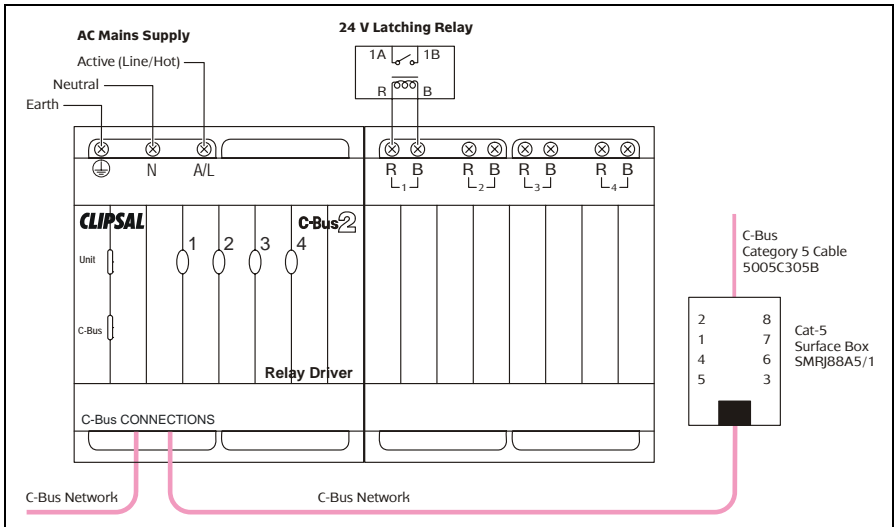 AC Mains Supply
Active (Line/Hot)
Neutral
Earth
24 V Latching Relay
1A 1B
R B
N A/L
R B R B R B R B
1 2 3 4
CLIPSAL
C-Bus2
1 2 3 4
Unit
C-Bus
Relay Driver
C-Bus CONNECTIONS
C-Bus Network
C-Bus Network
C-Bus
Category 5 Cable
5005C305B
2 8
1 7
4 6
5 3
Cat-5
Surface Box
SMRJ88A5/1